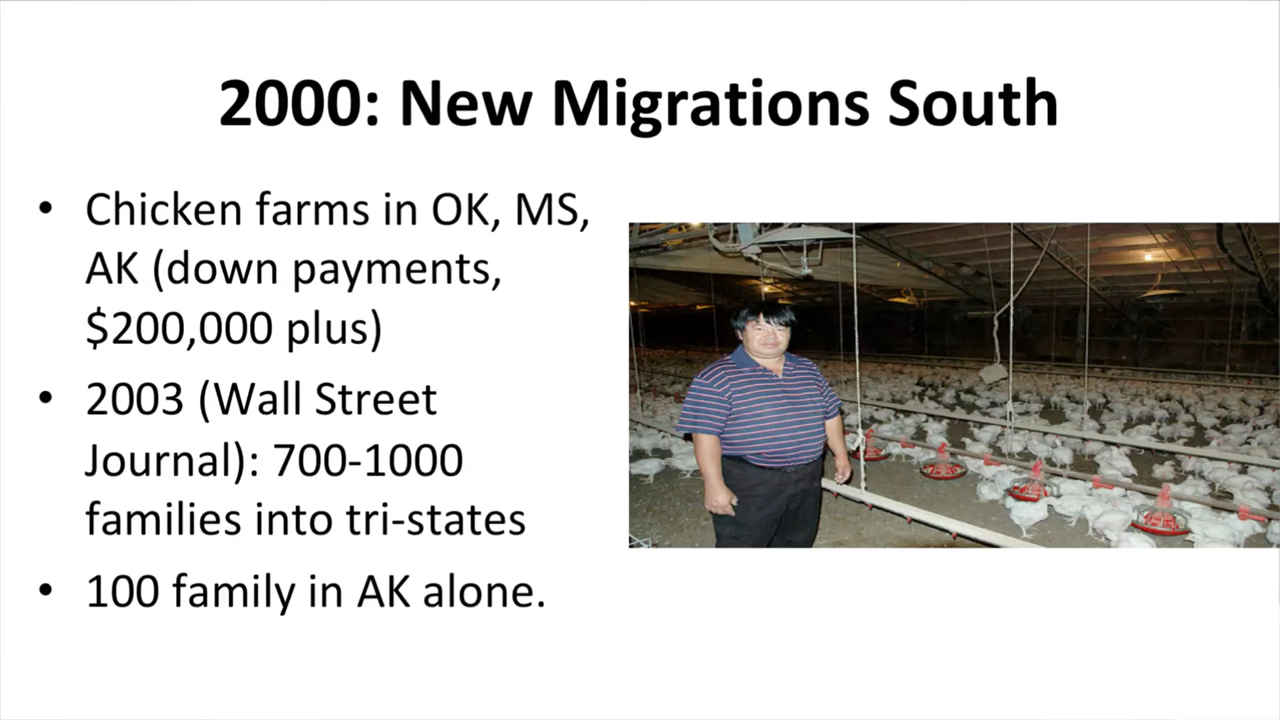 2000: New Migrations South
• Chicken farms in OK, MS,
AK (down payments,
$200,000 plus)
• 2003 (Wall Street
Journal): 700-1000
families into tri-states
• 100 family in AK alone.